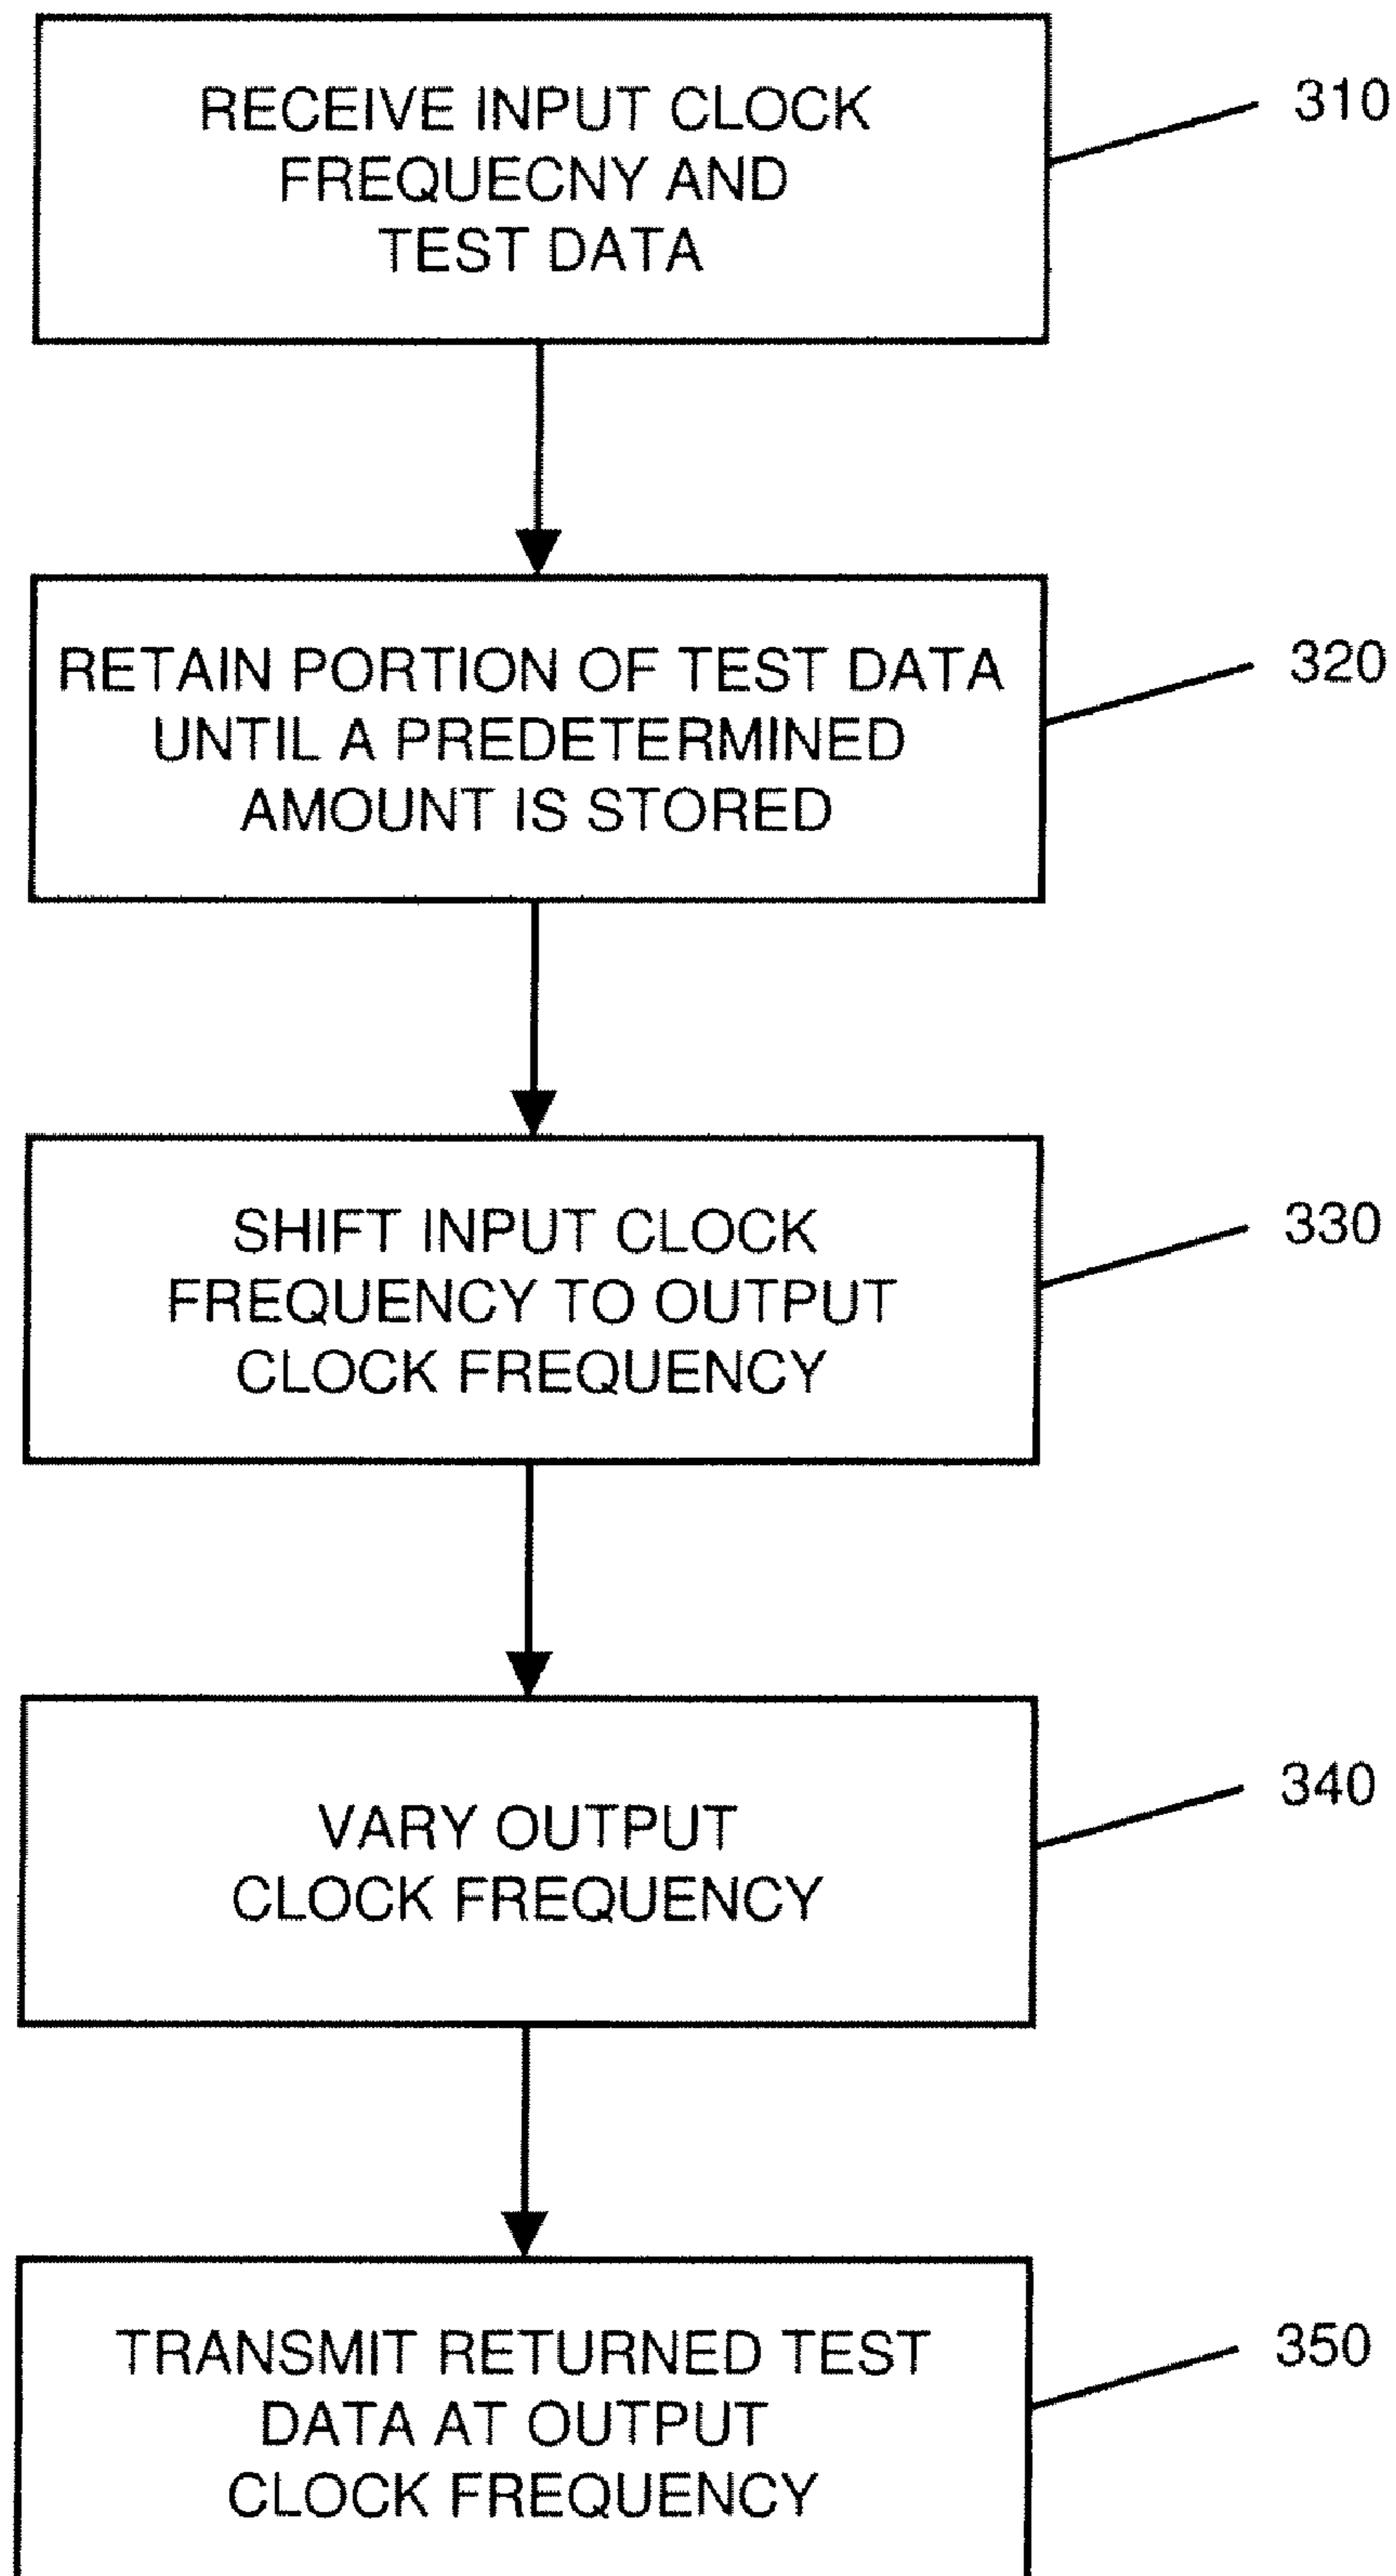 RECEIVE INPUT CLOCK
FREQUECNY AND
TEST DATA
310
RETAIN PORTION OF TEST DATA
UNTIL A PREDETERMINED
AMOUNT IS STORED
320
SHIFT INPUT CLOCK
FREQUENCY TO OUTPUT
CLOCK FREQUENCY
330
VARY OUTPUT
CLOCK FREQUENCY
340
TRANSMIT RETURNED TEST
DATA AT OUTPUT
CLOCK FREQUENCY
350